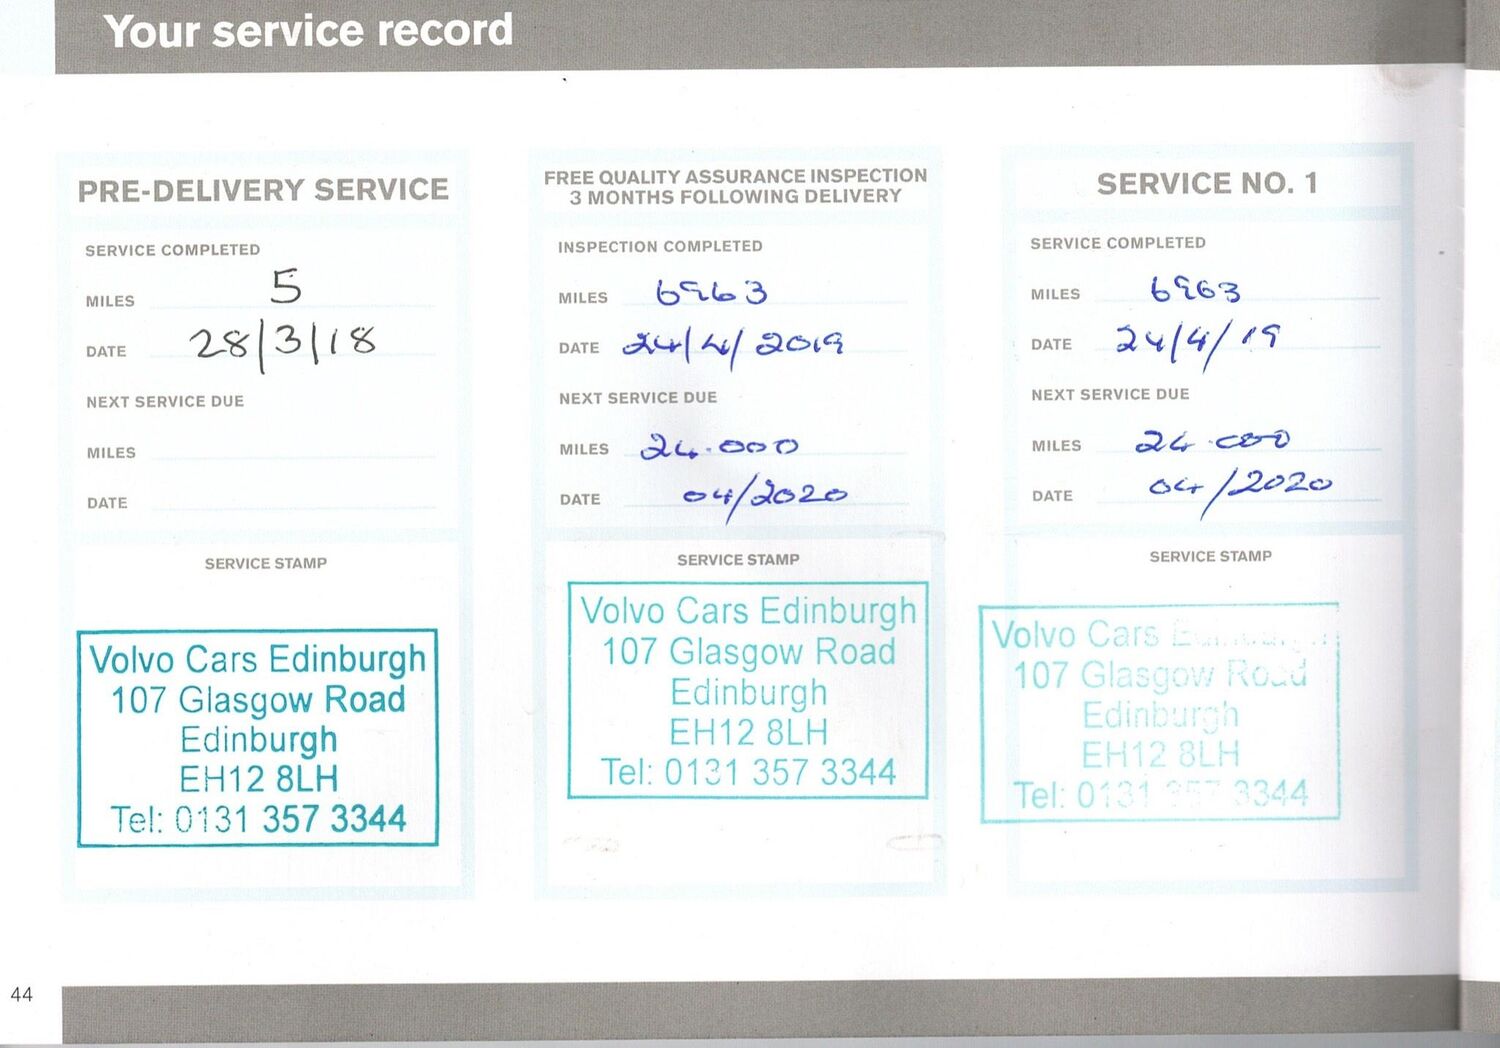 Your service record
PRE-DELIVERY SERVICE
SERVICE COMPLETED
MILES 5
DATE 28/3/18
NEXT SERVICE DUE
MILES
DATE
SERVICE STAMP
Volvo Cars Edinburgh
107 Glasgow Road
Edinburgh
EH12 8LH
Tel: 0131 357 3344
FREE QUALITY ASSURANCE INSPECTION
3 MONTHS FOLLOWING DELIVERY
INSPECTION COMPLETED
MILES 6963
DATE 24/4/2019
NEXT SERVICE DUE
MILES 24.000
DATE 04/2020
SERVICE STAMP
Volvo Cars Edinburgh
107 Glasgow Road
Edinburgh
EH12 8LH
Tel: 0131 357 3344
SERVICE NO. 1
SERVICE COMPLETED
MILES 6963
DATE 24/4/19
NEXT SERVICE DUE
MILES 24.000
DATE 04/2020
SERVICE STAMP
Volvo Cars Edinburgh
107 Glasgow Road
Edinburgh
EH12 8LH
Tel: 0131 357 3344
44